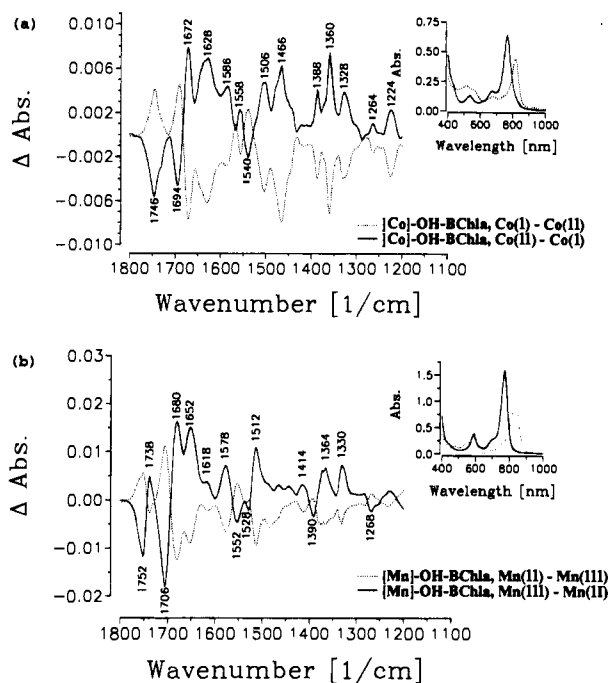 (a)
0.010
0.006
0.002
-0.002
-0.006
-0.010
Δ Abs.
1672
1628
1586
1558
1506
1466
1388
1360
1328
1264
1224
1746
1694
1540
0.75
0.50
0.25
0.00
Abs.
400 600 800 1000
Wavelength [nm]
]Co]-OH-BChla, Co(I) - Co(II)
]Co]-OH-BChla, Co(II) - Co(I)
1800 1700 1600 1500 1400 1300 1200 1100
Wavenumber [1/cm]
(b)
0.03
0.02
0.01
0.00
-0.01
-0.02
Δ Abs.
1738
1680
1652
1618
1578
1512
1414
1364
1330
1752
1706
1552
1528
1390
1268
1.5
1.0
0.5
0.0
Abs.
400 600 800 1000
Wavelength [nm]
[Mn]-OH-BChla, Mn(II) - Mn(III)
[Mn]-OH-BChla, Mn(III) - Mn(II)
1800 1700 1600 1500 1400 1300 1200 1100
Wavenumber [1/cm]